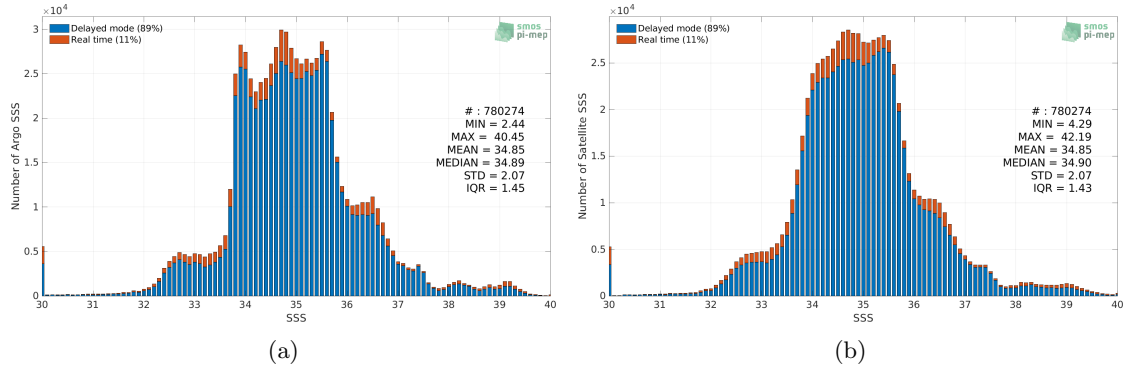 ×10⁴
Delayed mode (89%)
Real time (11%)
smos
pi-mep
3
2.5
2
1.5
1
0.5
0
Number of Argo SSS
# : 780274
MIN = 2.44
MAX = 40.45
MEAN = 34.85
MEDIAN = 34.89
STD = 2.07
IQR = 1.45
30 31 32 33 34 35 36 37 38 39 40
SSS
(a)
×10⁴
Delayed mode (89%)
Real time (11%)
smos
pi-mep
3
2.5
2
1.5
1
0.5
0
Number of Satellite SSS
# : 780274
MIN = 4.29
MAX = 42.19
MEAN = 34.85
MEDIAN = 34.90
STD = 2.07
IQR = 1.43
30 31 32 33 34 35 36 37 38 39 40
SSS
(b)